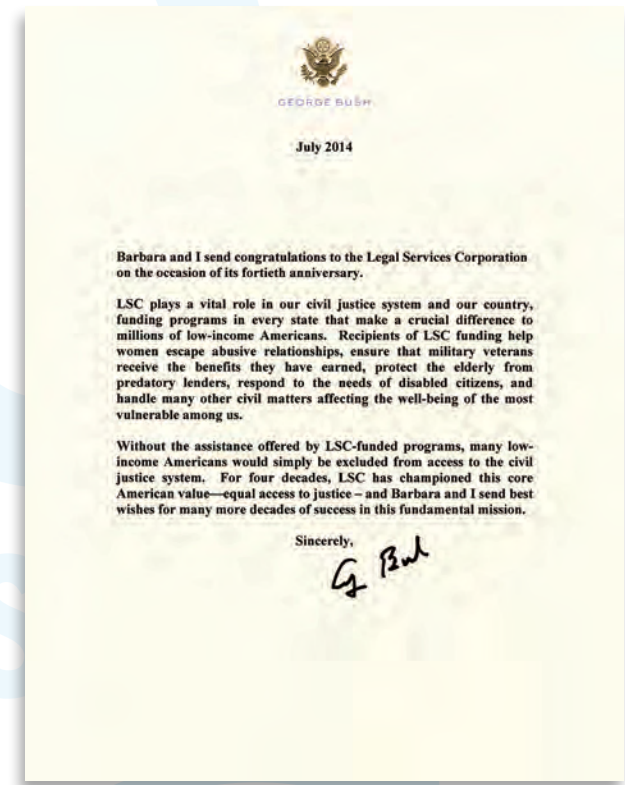 GEORGE BUSH
July 2014
Barbara and I send congratulations to the Legal Services Corporation
on the occasion of its fortieth anniversary.
LSC plays a vital role in our civil justice system and our country,
funding programs in every state that make a crucial difference to
millions of low-income Americans. Recipients of LSC funding help
women escape abusive relationships, ensure that military veterans
receive the benefits they have earned, protect the elderly from
predatory lenders, respond to the needs of disabled citizens, and
handle many other civil matters affecting the well-being of the most
vulnerable among us.
Without the assistance offered by LSC-funded programs, many low-
income Americans would simply be excluded from access to the civil
justice system. For four decades, LSC has championed this core
American value—equal access to justice – and Barbara and I send best
wishes for many more decades of success in this fundamental mission.
Sincerely,
G Bush